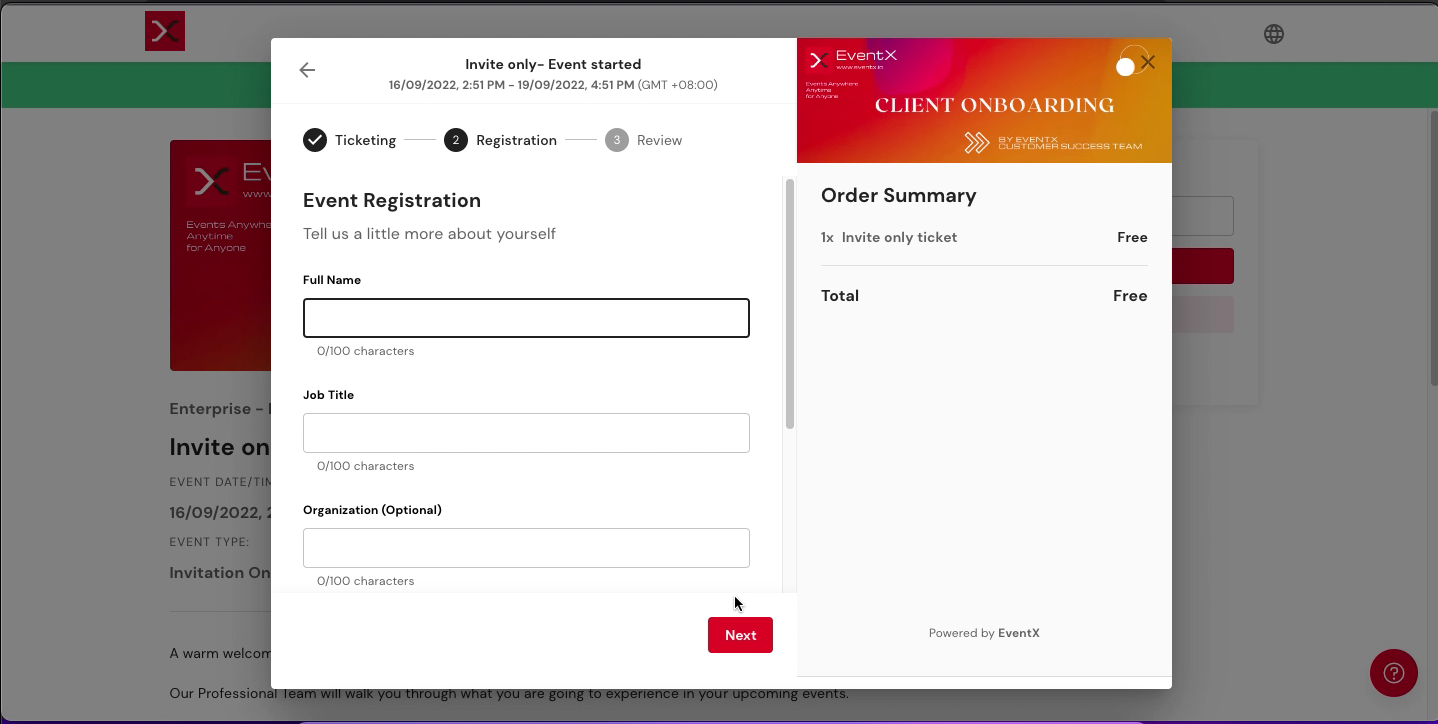 Invite only- Event started
16/09/2022, 2:51 PM - 19/09/2022, 4:51 PM (GMT +08:00)
Ticketing
2 Registration
3 Review
Event Registration
Tell us a little more about yourself
Full Name
0/100 characters
Job Title
0/100 characters
Organization (Optional)
0/100 characters
Next
EventX
www.eventx.io
Events Anywhere
Anytime
for Anyone
CLIENT ONBOARDING
BY EVENTX
CUSTOMER SUCCESS TEAM
Order Summary
1x Invite only ticket Free
Total Free
Powered by EventX
Events Anywhere
Anytime
for Anyone
Enterprise -
Invite on
EVENT DATE/TIM
16/09/2022,
EVENT TYPE:
Invitation On
A warm welcom
Our Professional Team will walk you through what you are going to experience in your upcoming events.